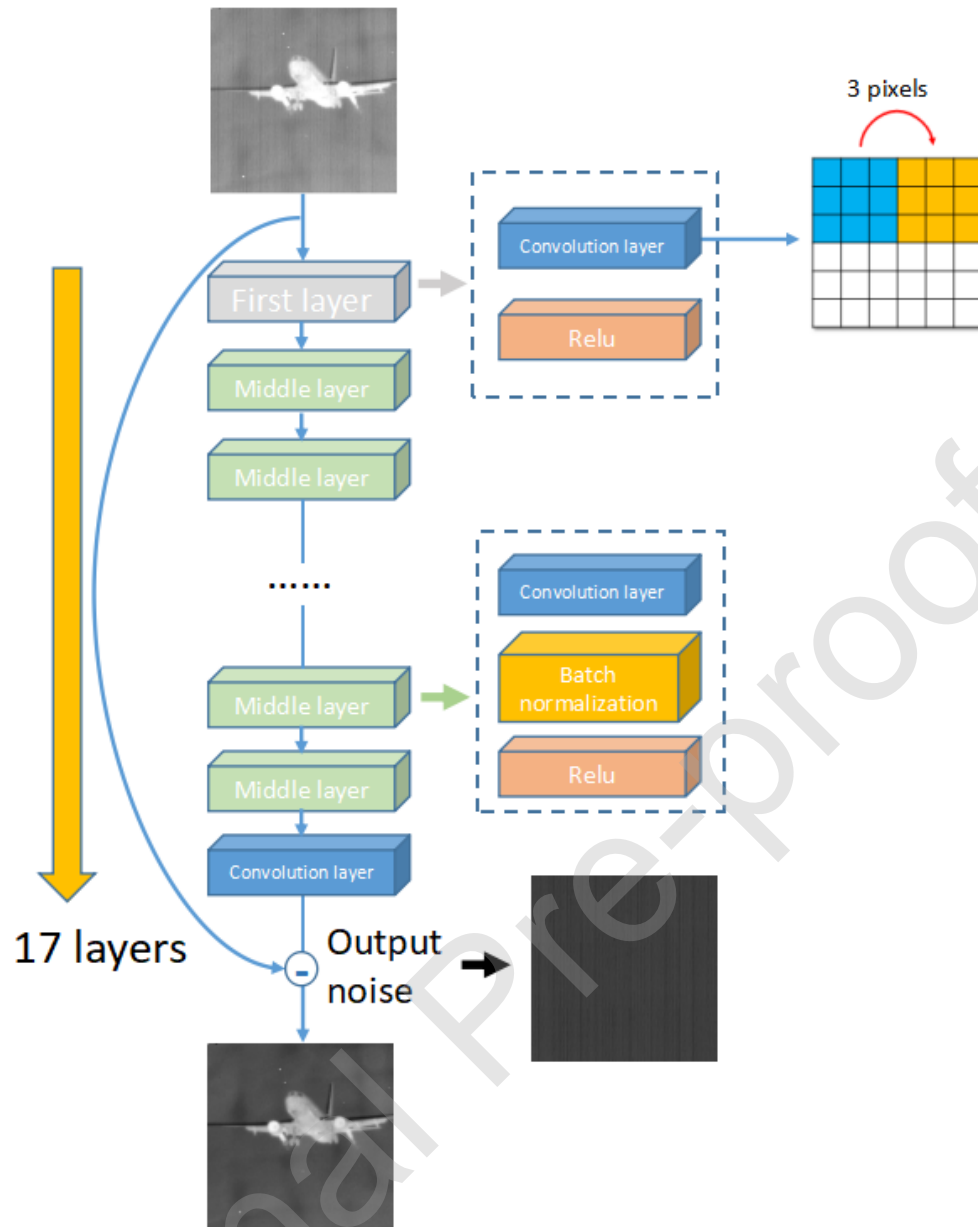 3 pixels
Convolution layer
First layer
Relu
Middle layer
Middle layer
......
Convolution layer
Middle layer
Batch
normalization
Middle layer
Relu
Convolution layer
17 layers
Output
noise
-
nal Pre-proof